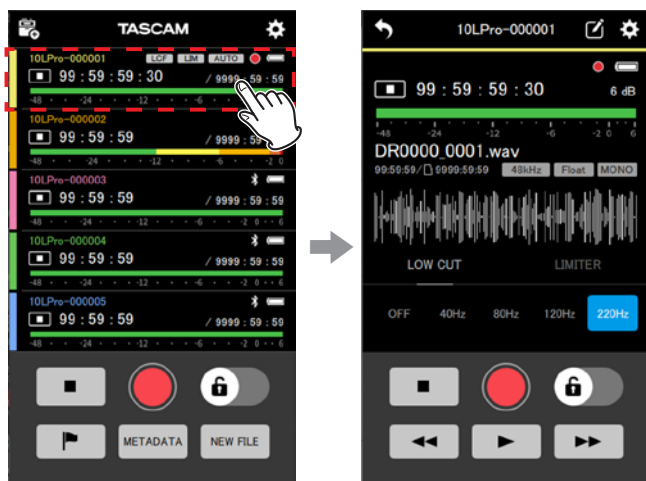 TASCAM
10LPro-000001 LCF LIM AUTO
99 : 59 : 59 : 30 / 9999 : 59 : 59
-48 -24 -12 -6
10LPro-000002
99 : 59 : 59 / 9999 : 59 : 59
-48 -24 -12 -6 -2 0
10LPro-000003
99 : 59 : 59 / 9999 : 59 : 59
-48 -24 -12 -6 -2 0 6
10LPro-000004
99 : 59 : 59 / 9999 : 59 : 59
-48 -24 -12 -6 -2 0 6
10LPro-000005
99 : 59 : 59 / 9999 : 59 : 59
-48 -24 -12 -6 -2 0 6
METADATA NEW FILE
10LPro-000001
99 : 59 : 59 : 30 6 dB
-48 -24 -12 -6 -2 0 6
DR0000_0001.wav
99:59:59/ 9999:59:59 48kHz Float MONO
LOW CUT LIMITER
OFF 40Hz 80Hz 120Hz 220Hz